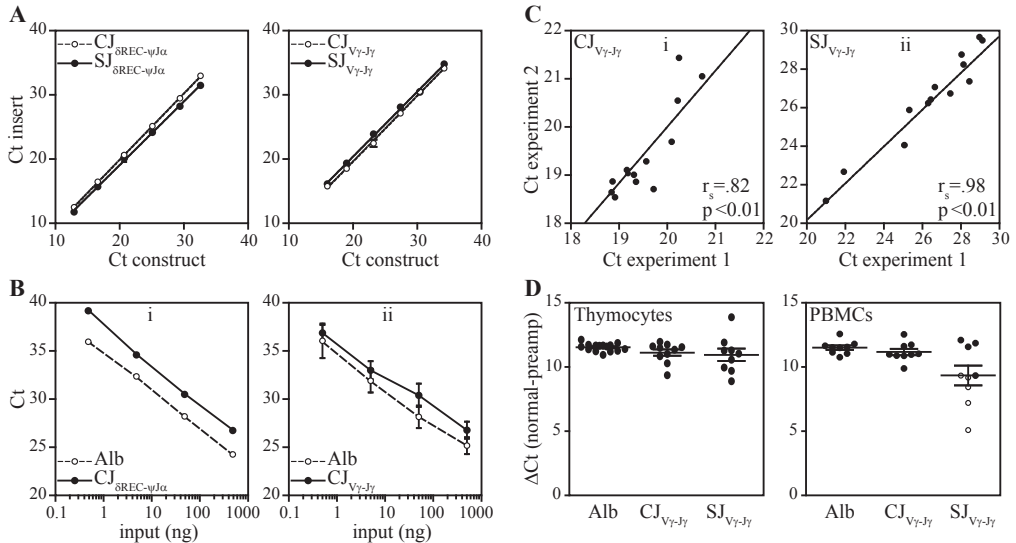 A
40
30
20
10
Ct insert
CJδREC-ψJα
SJδREC-ψJα
10 20 30 40
Ct construct
40
30
20
10
CJVγ-Jγ
SJVγ-Jγ
10 20 30 40
Ct construct
B
40
35
30
25
20
Ct
i
Alb
CJδREC-ψJα
0.1 1 10 100 1000
input (ng)
40
35
30
25
20
ii
Alb
CJVγ-Jγ
0.1 1 10 100 1000
input (ng)
C
22
21
20
19
18
Ct experiment 2
CJVγ-Jγ i
rs=.82
p<0.01
18 19 20 21 22
Ct experiment 1
30
28
26
24
22
20
SJVγ-Jγ ii
rs=.98
p<0.01
20 22 24 26 28 30
Ct experiment 1
D
15
10
5
0
ΔCt (normal-preamp)
Thymocytes
Alb CJVγ-Jγ SJVγ-Jγ
15
10
5
0
PBMCs
Alb CJVγ-Jγ SJVγ-Jγ